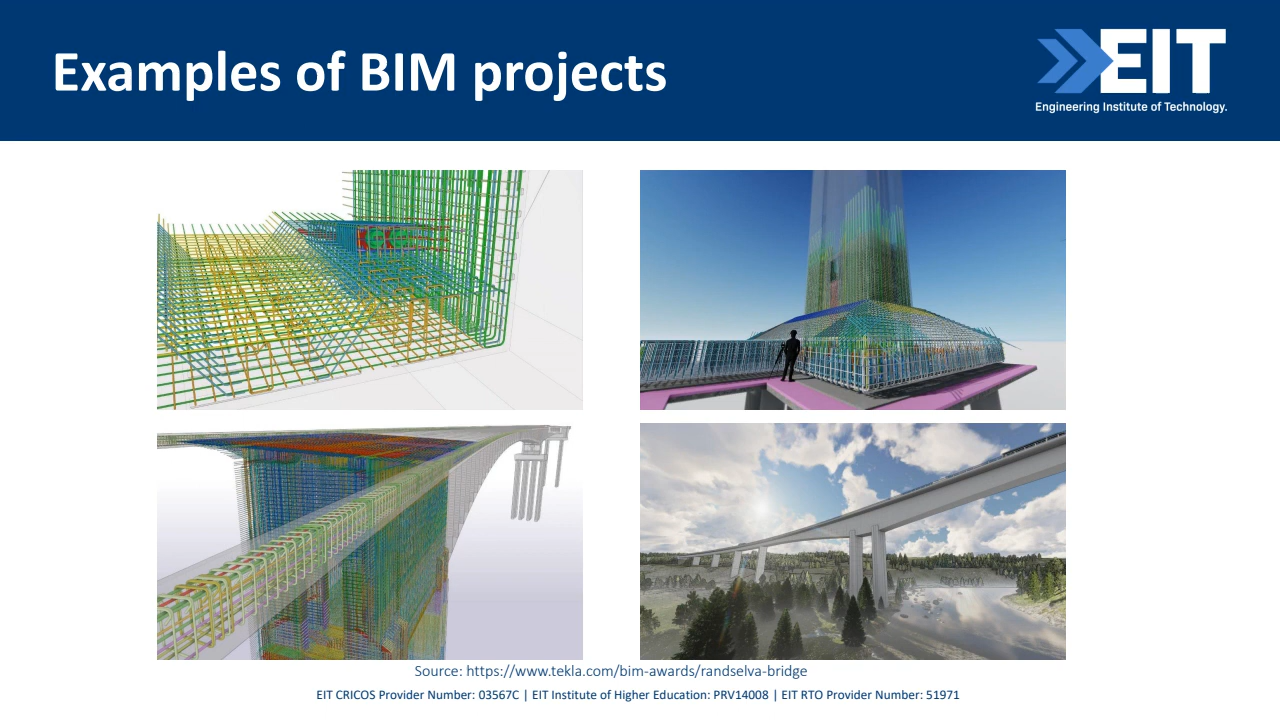 Examples of BIM projects
EIT
Engineering Institute of Technology.
Source: https://www.tekla.com/bim-awards/randselva-bridge
EIT CRICOS Provider Number: 03567C | EIT Institute of Higher Education: PRV14008 | EIT RTO Provider Number: 51971